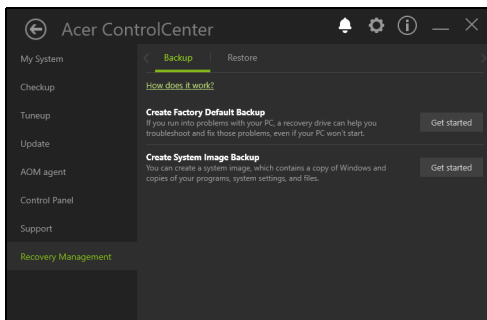 Acer ControlCenter
My System
Checkup
Tuneup
Update
AOM agent
Control Panel
Support
Recovery Management
Backup
Restore
How does it work?
Create Factory Default Backup
If you run into problems with your PC, a recovery drive can help you
troubleshoot and fix those problems, even if your PC won't start.
Get started
Create System Image Backup
You can create a system image, which contains a copy of Windows and
copies of your programs, system settings, and files.
Get started